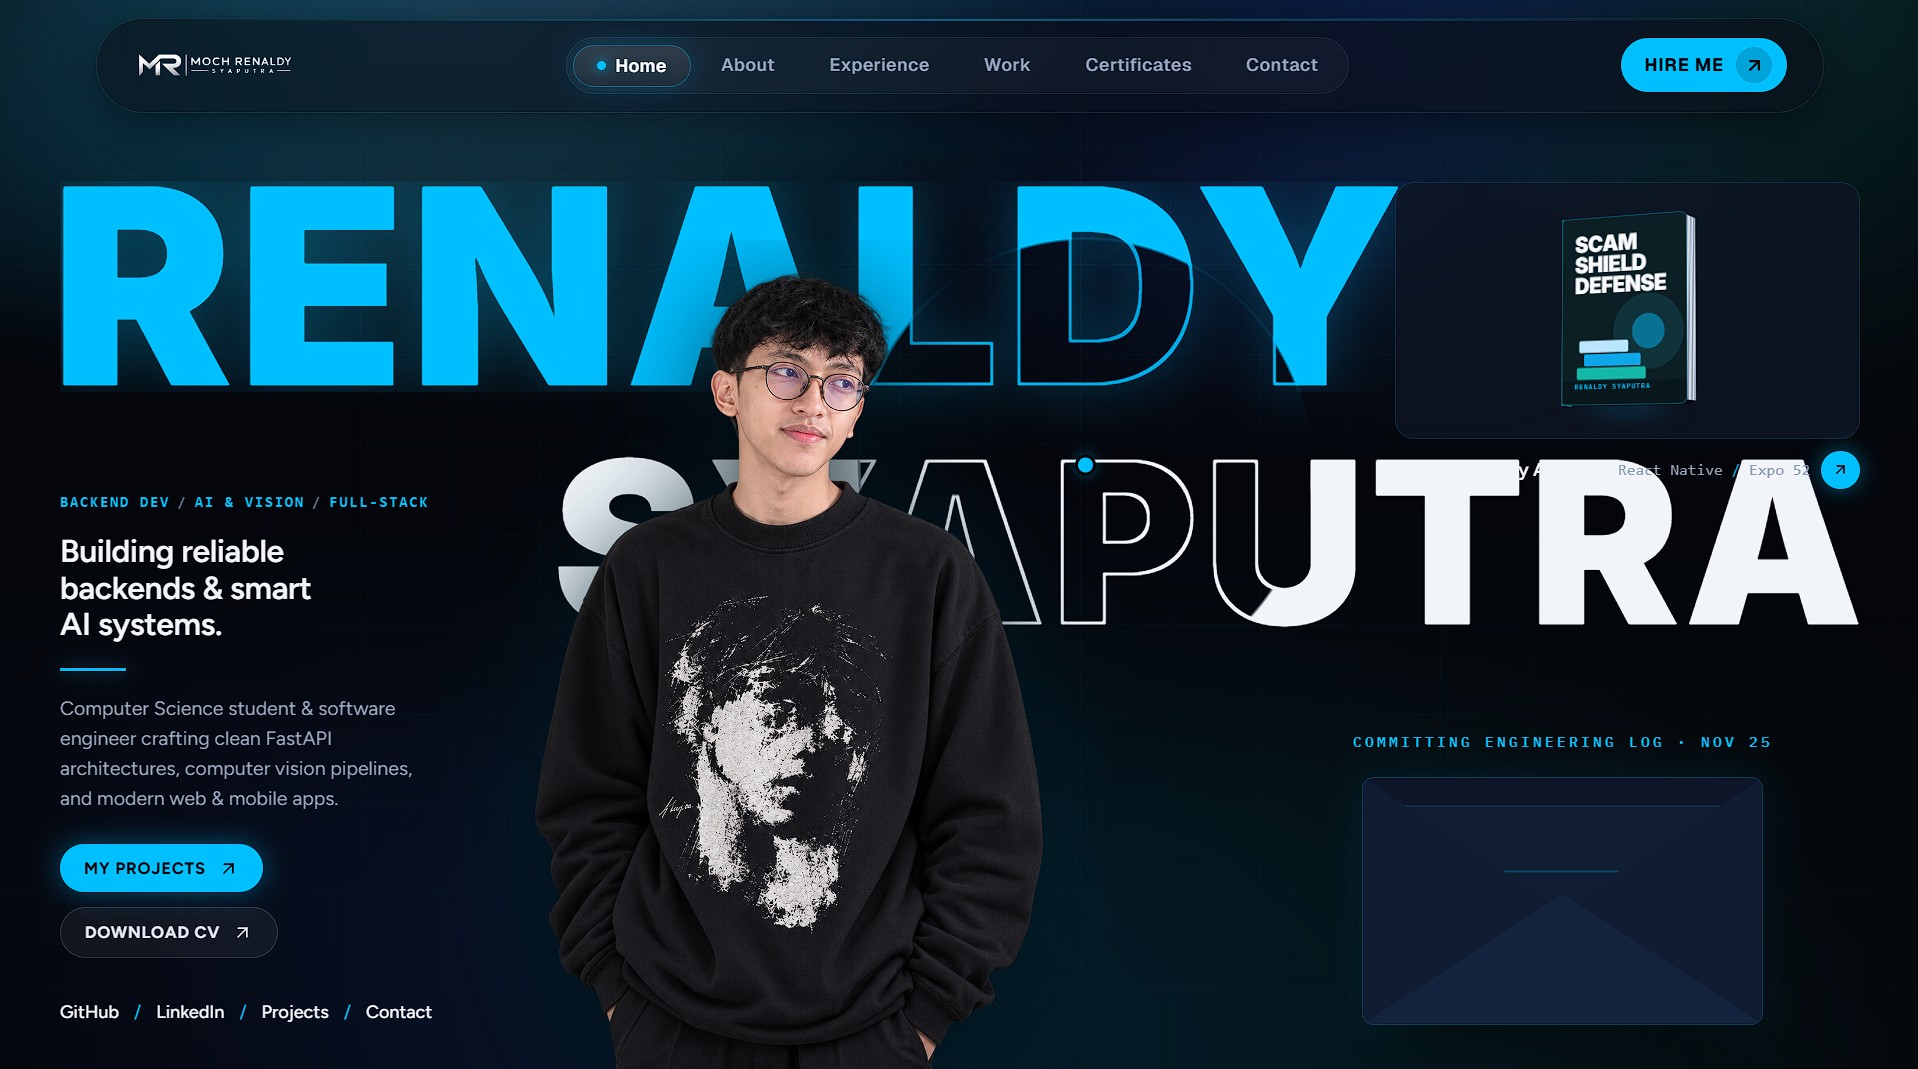 MR MOCH RENALDY
SYAPUTRA
Home
About
Experience
Work
Certificates
Contact
HIRE ME
RENALDY
SCAM
SHIELD
DEFENSE
RENALDY SYAPUTRA
SYAPUTRA
React Native / Expo 52
BACKEND DEV / AI & VISION / FULL-STACK
Building reliable
backends & smart
AI systems.
Computer Science student & software
engineer crafting clean FastAPI
architectures, computer vision pipelines,
and modern web & mobile apps.
MY PROJECTS
DOWNLOAD CV
GitHub / LinkedIn / Projects / Contact
COMMITTING ENGINEERING LOG · NOV 25